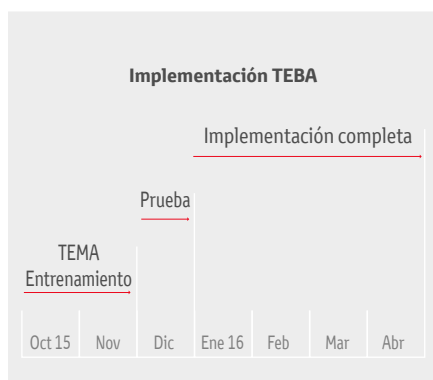 Implementación TEBA
Implementación completa
Prueba
TEMA
Entrenamiento
Oct 15 Nov Dic Ene 16 Feb Mar Abr